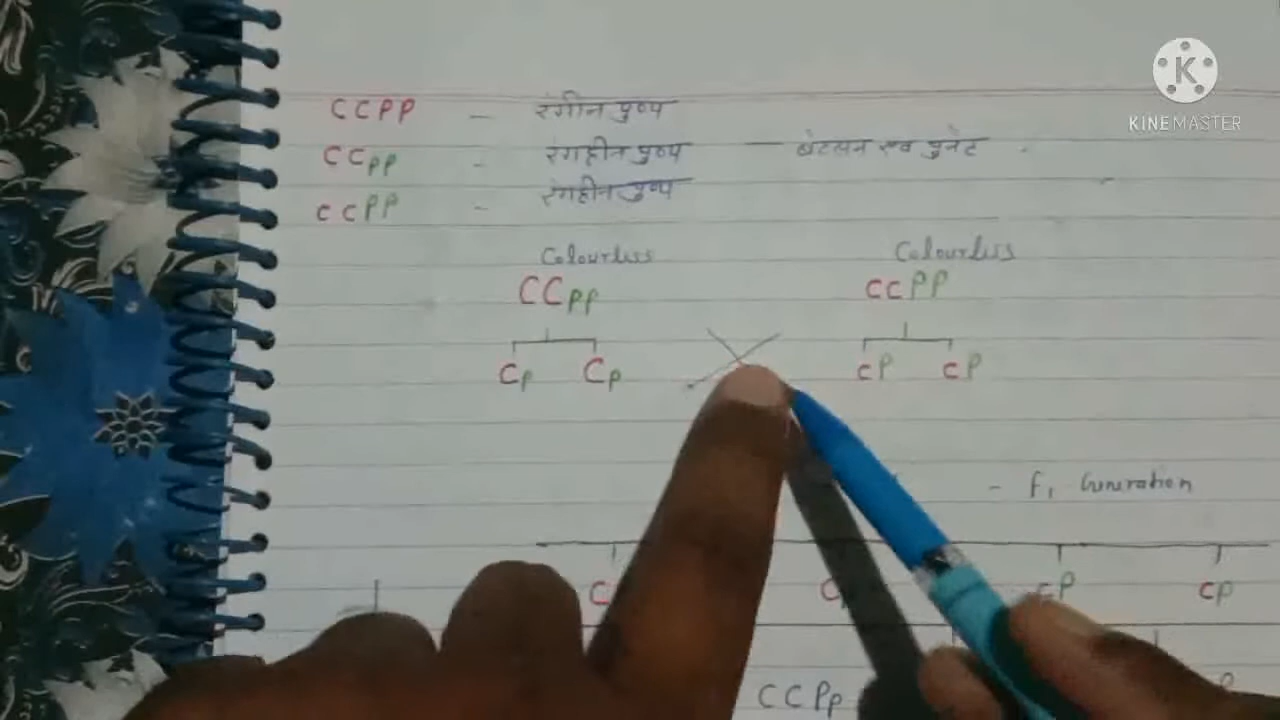 CCPP - रंगीन पुष्प
CCpp - रंगहीन पुष्प - बेटसन एवं पुनेट
ccPP - रंगहीन पुष्प
Colourless Colourless
CCpp ccPP
Cp Cp cP cP
- F1 Generation
cP cp
CCPp
KINEMASTER